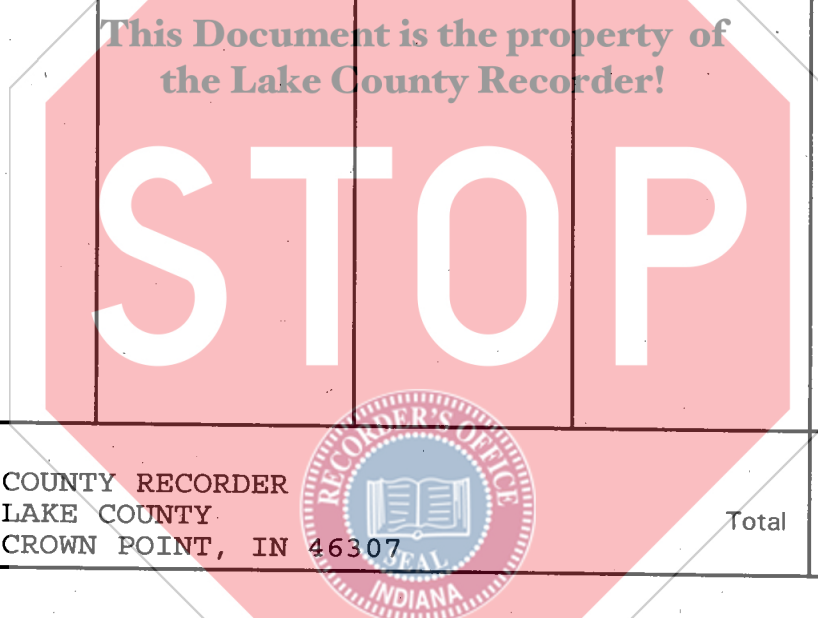 This Document is the property of
the Lake County Recorder!
STOP
RECORDER'S OFFICE
COUNTY RECORDER
LAKE COUNTY
CROWN POINT, IN 46307
Total
SEAL
INDIANA